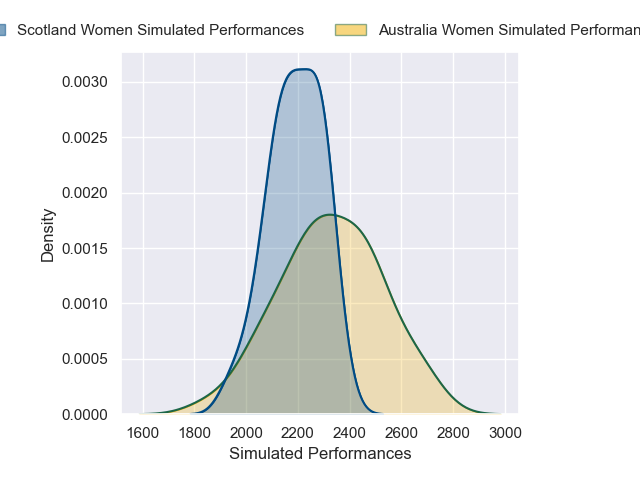 Scotland Women Simulated Performances
Australia Women Simulated
0.0030
0.0025
0.0020
0.0015
0.0010
0.0005
0.0000
Density
1600 1800 2000 2200 2400 2600 2800 3000
Simulated Performances